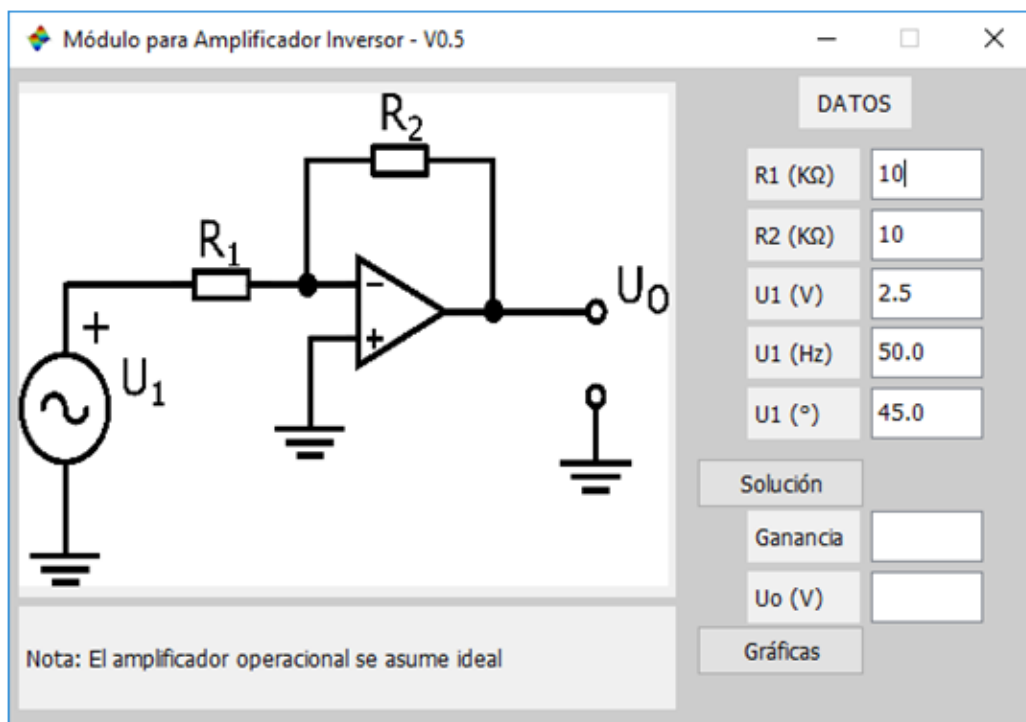 Módulo para Amplificador Inversor - V0.5
R2
R1
U1
+
-
+
Uo
Nota: El amplificador operacional se asume ideal
DATOS
R1 (KΩ) 10
R2 (KΩ) 10
U1 (V) 2.5
U1 (Hz) 50.0
U1 (°) 45.0
Solución
Ganancia
Uo (V)
Gráficas